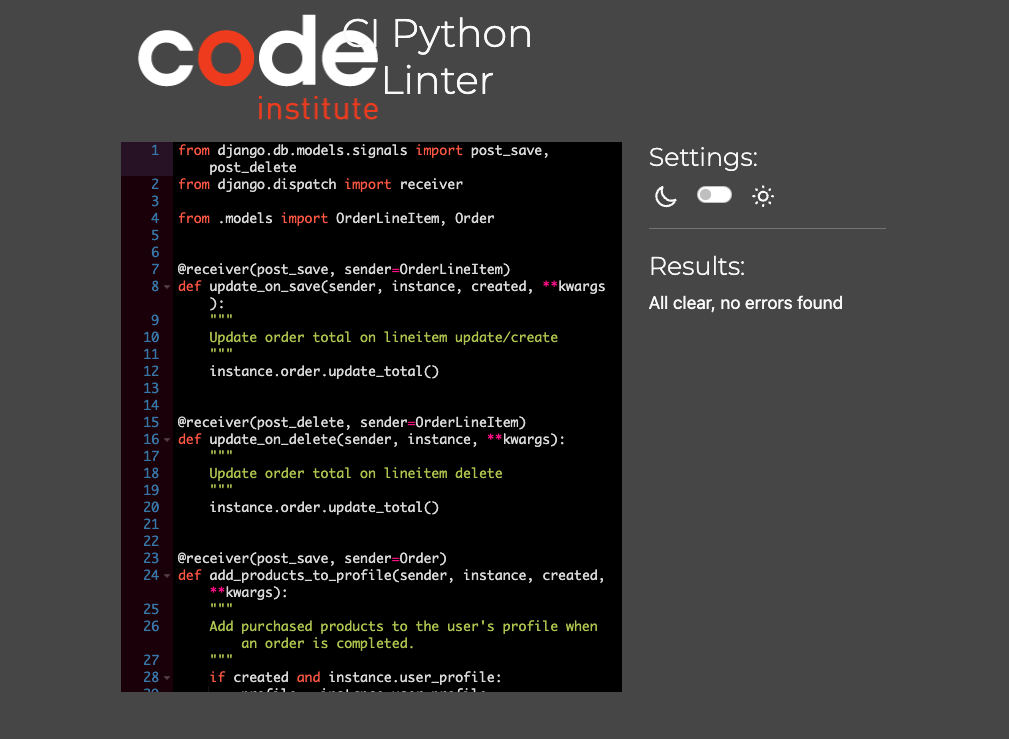 code
institute
CI Python
Linter
1 from django.db.models.signals import post_save,
post_delete
2 from django.dispatch import receiver
3
4 from .models import OrderLineItem, Order
5
6
7 @receiver(post_save, sender=OrderLineItem)
8 def update_on_save(sender, instance, created, **kwargs
):
9 """
10 Update order total on lineitem update/create
11 """
12 instance.order.update_total()
13
14
15 @receiver(post_delete, sender=OrderLineItem)
16 def update_on_delete(sender, instance, **kwargs):
17 """
18 Update order total on lineitem delete
19 """
20 instance.order.update_total()
21
22
23 @receiver(post_save, sender=Order)
24 def add_products_to_profile(sender, instance, created,
**kwargs):
25 """
26 Add purchased products to the user's profile when
an order is completed.
27 """
28 if created and instance.user_profile:
29 profile = instance.user_profile
Settings:
Results:
All clear, no errors found